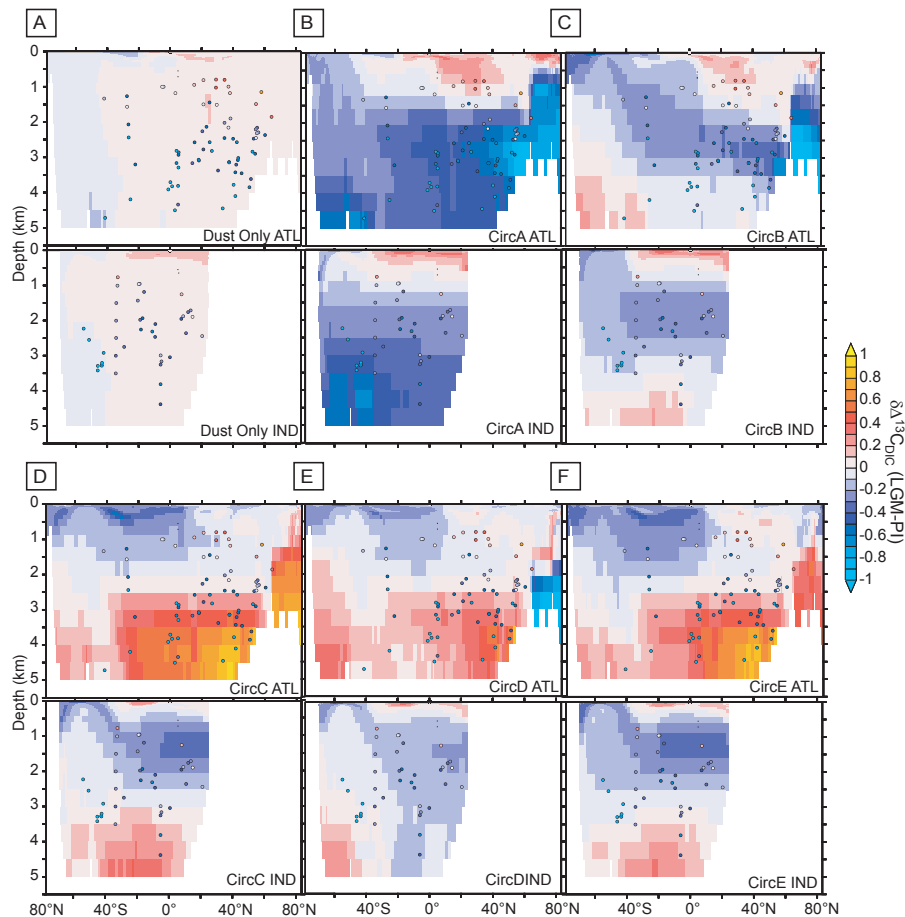 A B C
0
1
2
3
4
5
Depth (km)
Dust Only ATL
CircA ATL
CircB ATL
0
1
2
3
4
5
Dust Only IND
CircA IND
CircB IND
1
0.8
0.6
0.4
0.2
0
-0.2
-0.4
-0.6
-0.8
-1
δΔ¹³C_DIC (LGM-PI)
D E F
0
1
2
3
4
5
Depth (km)
CircC ATL
CircD ATL
CircE ATL
0
1
2
3
4
5
CircC IND
CircDIND
CircE IND
80°N 40°S 0° 40°N 80°N 40°S 0° 40°N 80°N 40°S 0° 40°N 80°N